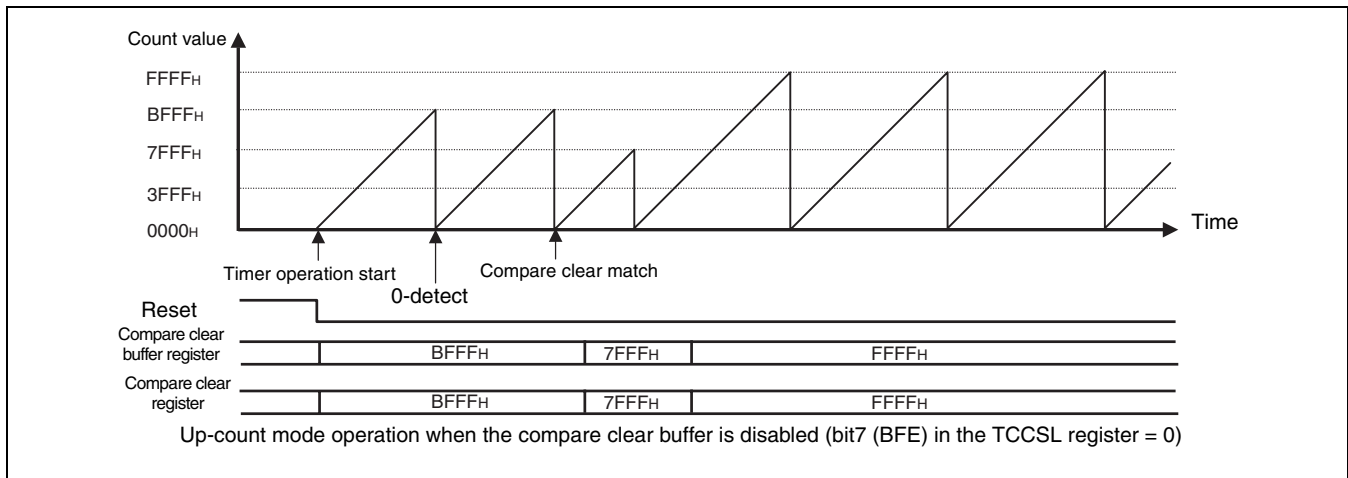 Count value
FFFFH
BFFFH
7FFFH
3FFFH
0000H
Time
Timer operation start
0-detect
Compare clear match
Reset
Compare clear
buffer register
BFFFH 7FFFH FFFFH
Compare clear
register
BFFFH 7FFFH FFFFH
Up-count mode operation when the compare clear buffer is disabled (bit7 (BFE) in the TCCSL register = 0)